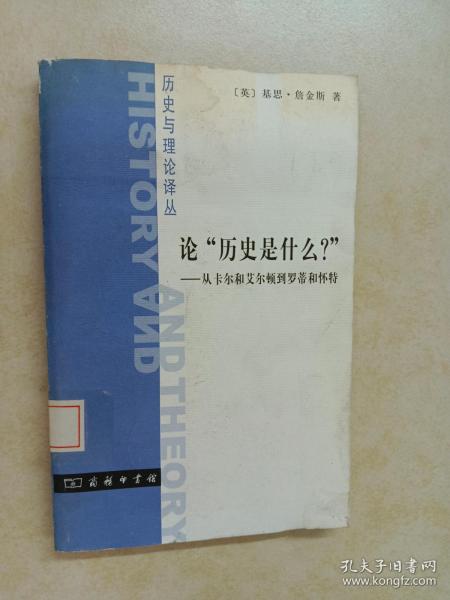 〔英〕基思·詹金斯 著
历史与理论译丛
HISTORY AND THEORY
论“历史是什么?”
——从卡尔和艾尔顿到罗蒂和怀特
商务印书馆
孔夫子旧书网
www.kongfz.com